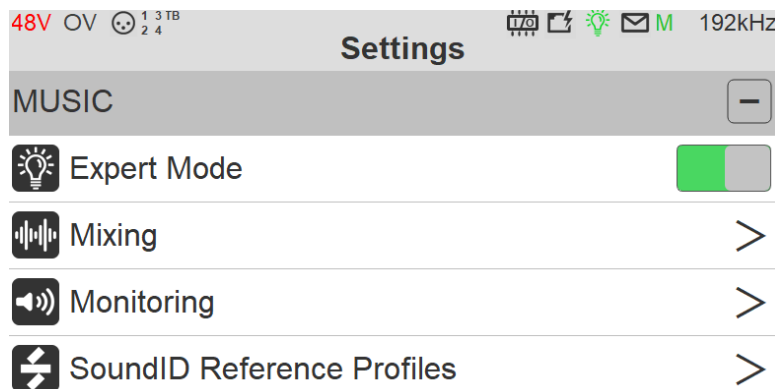 48V OV 1 3 TB 2 4 I/O M 192kHz
Settings
MUSIC
Expert Mode
Mixing
Monitoring
SoundID Reference Profiles